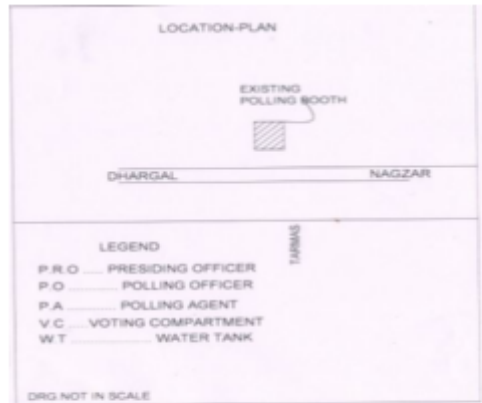 LOCATION-PLAN
EXISTING
POLLING BOOTH
DHARGAL NAGZAR
TARMAS
LEGEND
P.R.O ..... PRESIDING OFFICER
P.O ............ POLLING OFFICER
P.A ............ POLLING AGENT
V.C ..... VOTING COMPARTMENT
W.T .................... WATER TANK
DRG.NOT IN SCALE